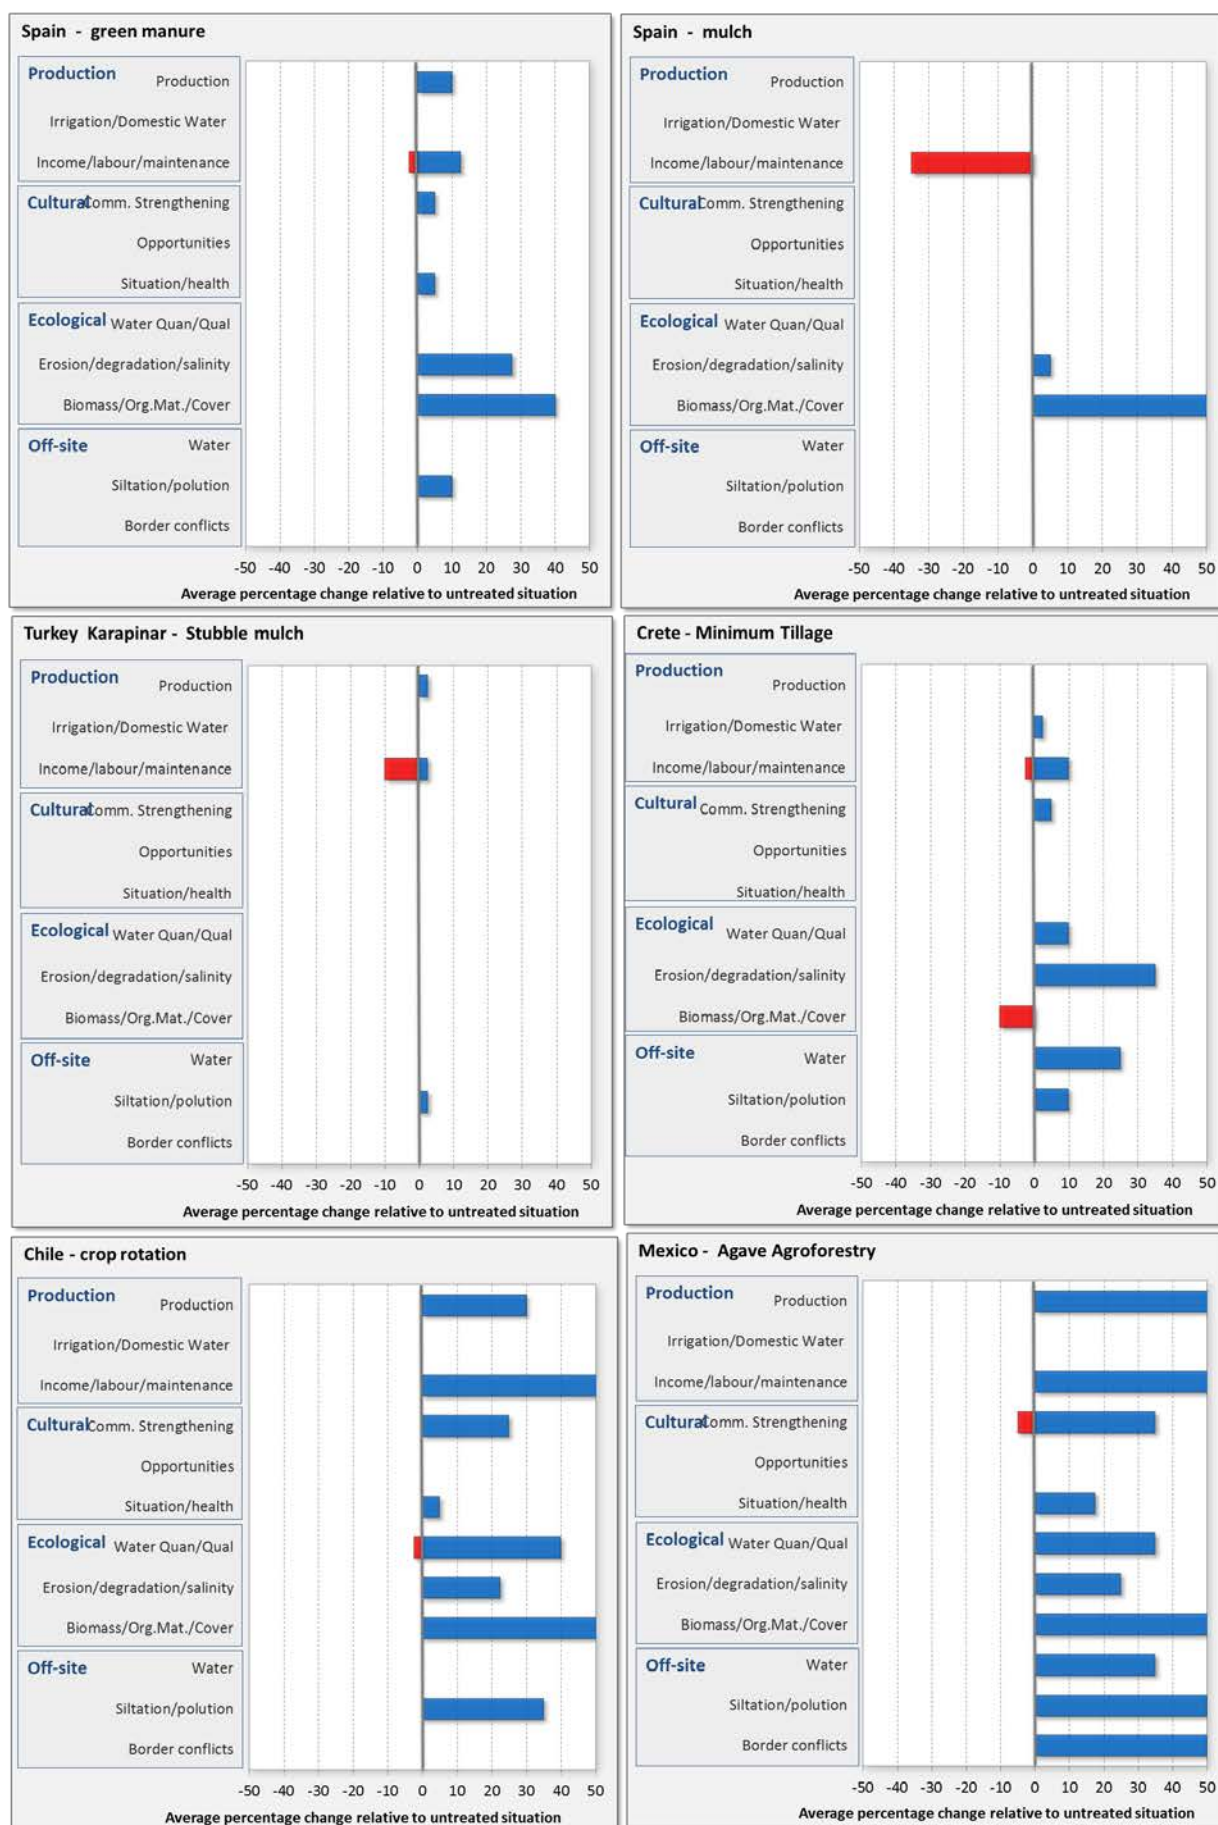 Spain - green manure
Production
Production
Irrigation/Domestic Water
Income/labour/maintenance
Cultural
Comm. Strengthening
Opportunities
Situation/health
Ecological
Water Quan/Qual
Erosion/degradation/salinity
Biomass/Org.Mat./Cover
Off-site
Water
Siltation/polution
Border conflicts
-50 -40 -30 -20 -10 0 10 20 30 40 50
Average percentage change relative to untreated situation
Spain - mulch
Production
Production
Irrigation/Domestic Water
Income/labour/maintenance
Cultural
Comm. Strengthening
Opportunities
Situation/health
Ecological
Water Quan/Qual
Erosion/degradation/salinity
Biomass/Org.Mat./Cover
Off-site
Water
Siltation/polution
Border conflicts
-50 -40 -30 -20 -10 0 10 20 30 40 50
Average percentage change relative to untreated situation
Turkey Karapinar - Stubble mulch
Production
Production
Irrigation/Domestic Water
Income/labour/maintenance
Cultural
Comm. Strengthening
Opportunities
Situation/health
Ecological
Water Quan/Qual
Erosion/degradation/salinity
Biomass/Org.Mat./Cover
Off-site
Water
Siltation/polution
Border conflicts
-50 -40 -30 -20 -10 0 10 20 30 40 50
Average percentage change relative to untreated situation
Crete - Minimum Tillage
Production
Production
Irrigation/Domestic Water
Income/labour/maintenance
Cultural
Comm. Strengthening
Opportunities
Situation/health
Ecological
Water Quan/Qual
Erosion/degradation/salinity
Biomass/Org.Mat./Cover
Off-site
Water
Siltation/polution
Border conflicts
-50 -40 -30 -20 -10 0 10 20 30 40 50
Average percentage change relative to untreated situation
Chile - crop rotation
Production
Production
Irrigation/Domestic Water
Income/labour/maintenance
Cultural
Comm. Strengthening
Opportunities
Situation/health
Ecological
Water Quan/Qual
Erosion/degradation/salinity
Biomass/Org.Mat./Cover
Off-site
Water
Siltation/polution
Border conflicts
-50 -40 -30 -20 -10 0 10 20 30 40 50
Average percentage change relative to untreated situation
Mexico - Agave Agroforestry
Production
Production
Irrigation/Domestic Water
Income/labour/maintenance
Cultural
Comm. Strengthening
Opportunities
Situation/health
Ecological
Water Quan/Qual
Erosion/degradation/salinity
Biomass/Org.Mat./Cover
Off-site
Water
Siltation/polution
Border conflicts
-50 -40 -30 -20 -10 0 10 20 30 40 50
Average percentage change relative to untreated situation